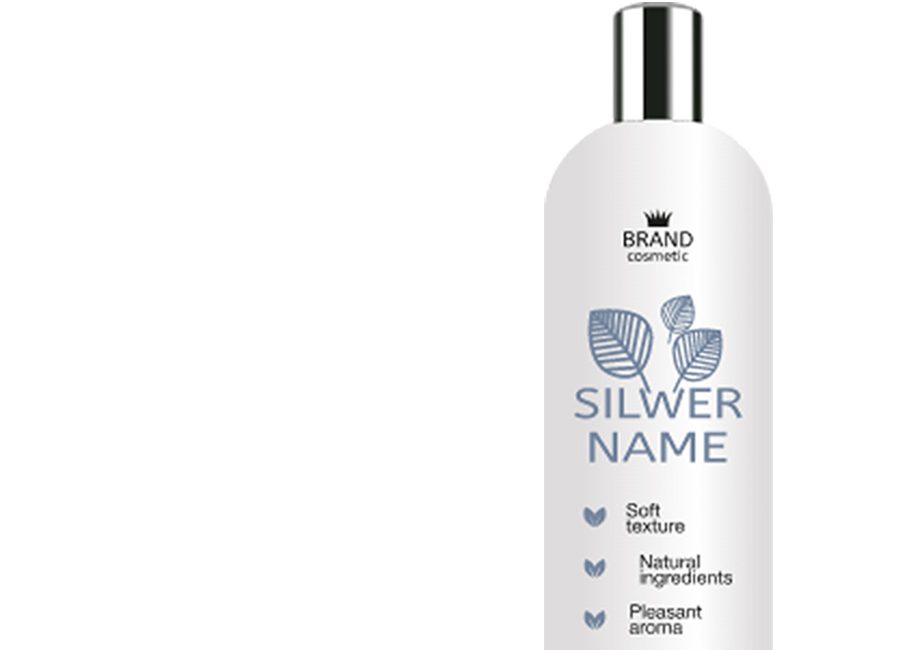 BRAND
cosmetic
SILWER
NAME
Soft
texture
Natural
ingredients
Pleasant
aroma